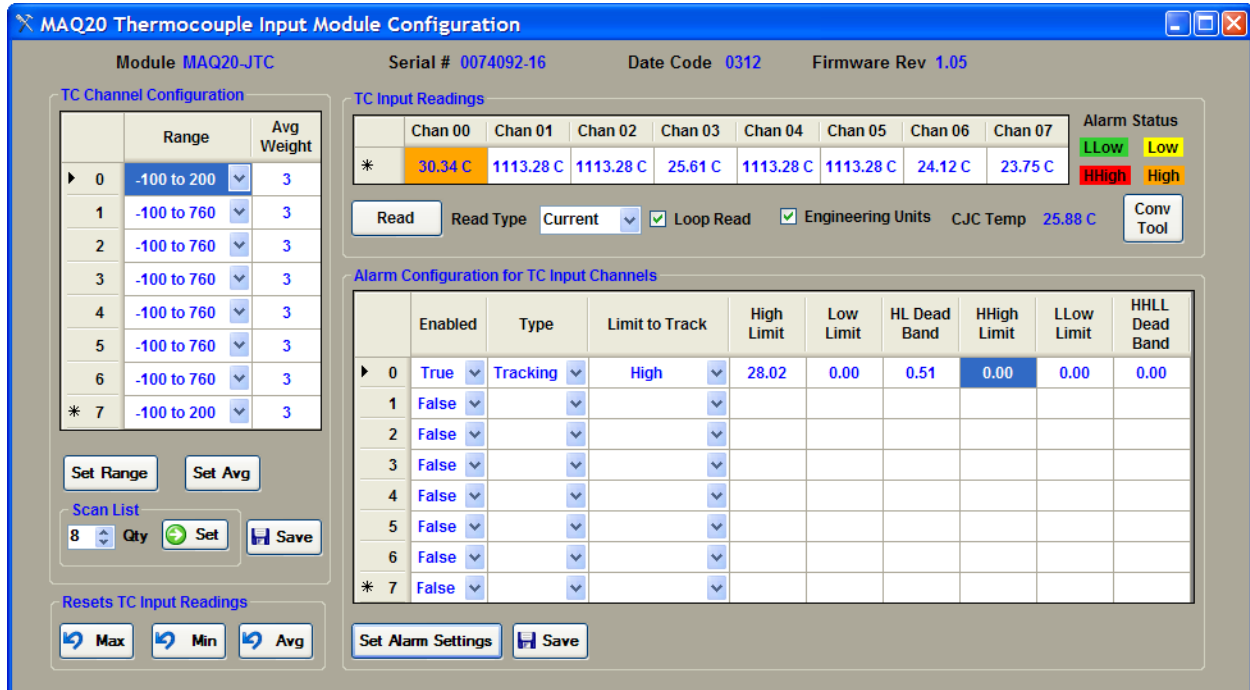 MAQ20 Thermocouple Input Module Configuration
Module MAQ20-JTC Serial # 0074092-16 Date Code 0312 Firmware Rev 1.05
TC Channel Configuration
Range Avg Weight
0 -100 to 200 3
1 -100 to 760 3
2 -100 to 760 3
3 -100 to 760 3
4 -100 to 760 3
5 -100 to 760 3
6 -100 to 760 3
* 7 -100 to 200 3
Set Range Set Avg
Scan List
8 Qty Set Save
Resets TC Input Readings
Max Min Avg
TC Input Readings
Chan 00 Chan 01 Chan 02 Chan 03 Chan 04 Chan 05 Chan 06 Chan 07
* 30.34 C 1113.28 C 1113.28 C 25.61 C 1113.28 C 1113.28 C 24.12 C 23.75 C
Alarm Status
LLow Low
HHigh High
Read Read Type Current Loop Read Engineering Units CJC Temp 25.88 C Conv Tool
Alarm Configuration for TC Input Channels
Enabled Type Limit to Track High Limit Low Limit HL Dead Band HHigh Limit LLow Limit HHLL Dead Band
0 True Tracking High 28.02 0.00 0.51 0.00 0.00 0.00
1 False
2 False
3 False
4 False
5 False
6 False
* 7 False
Set Alarm Settings Save